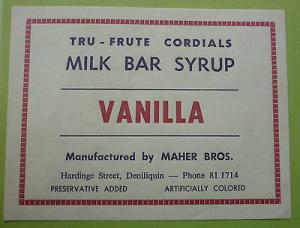 TRU-FRUTE CORDIALS
MILK BAR SYRUP
VANILLA
Manufactured by MAHER BROS.
Hardinge Street, Deniliquin — Phone 81 1714
PRESERVATIVE ADDED ARTIFICIALLY COLORED